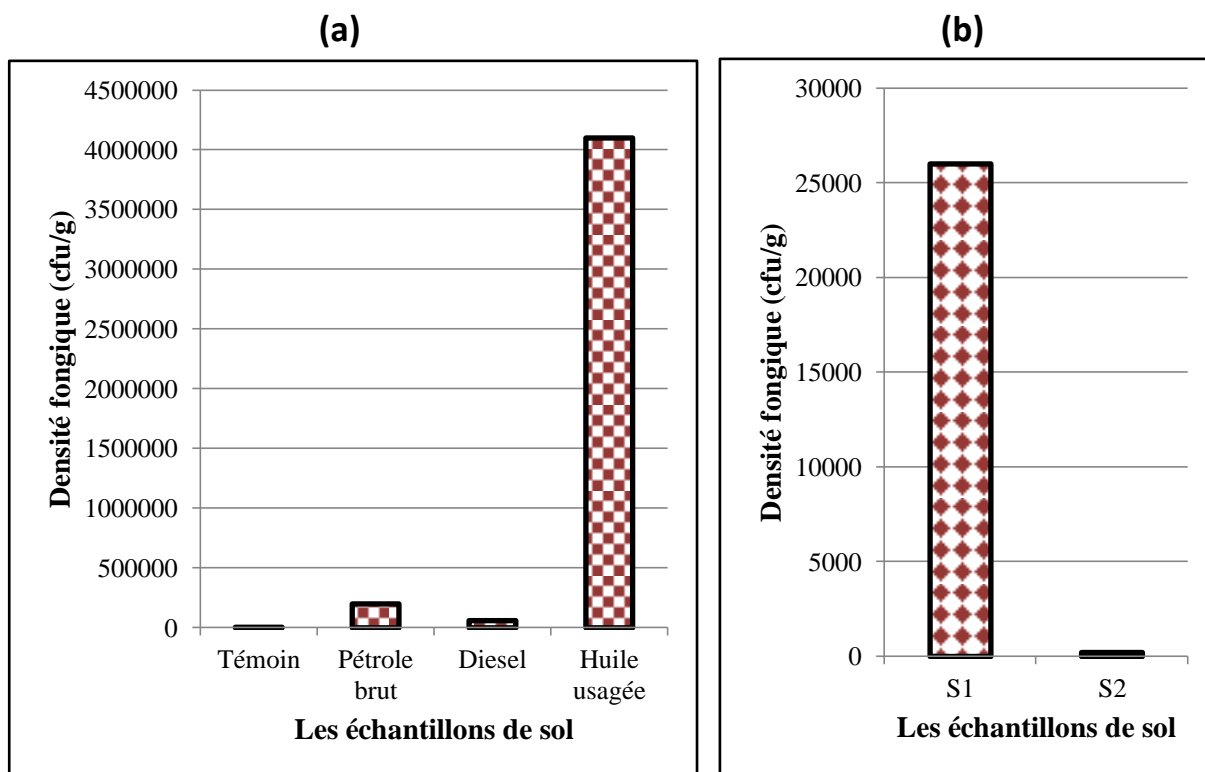 (a)
4500000
4000000
3500000
3000000
2500000
2000000
1500000
1000000
500000
0
Densité fongique (cfu/g)
Témoin
Pétrole
brut
Diesel
Huile
usagée
Les échantillons de sol
(b)
30000
25000
20000
15000
10000
5000
0
Densité fongique (cfu/g)
S1
S2
Les échantillons de sol